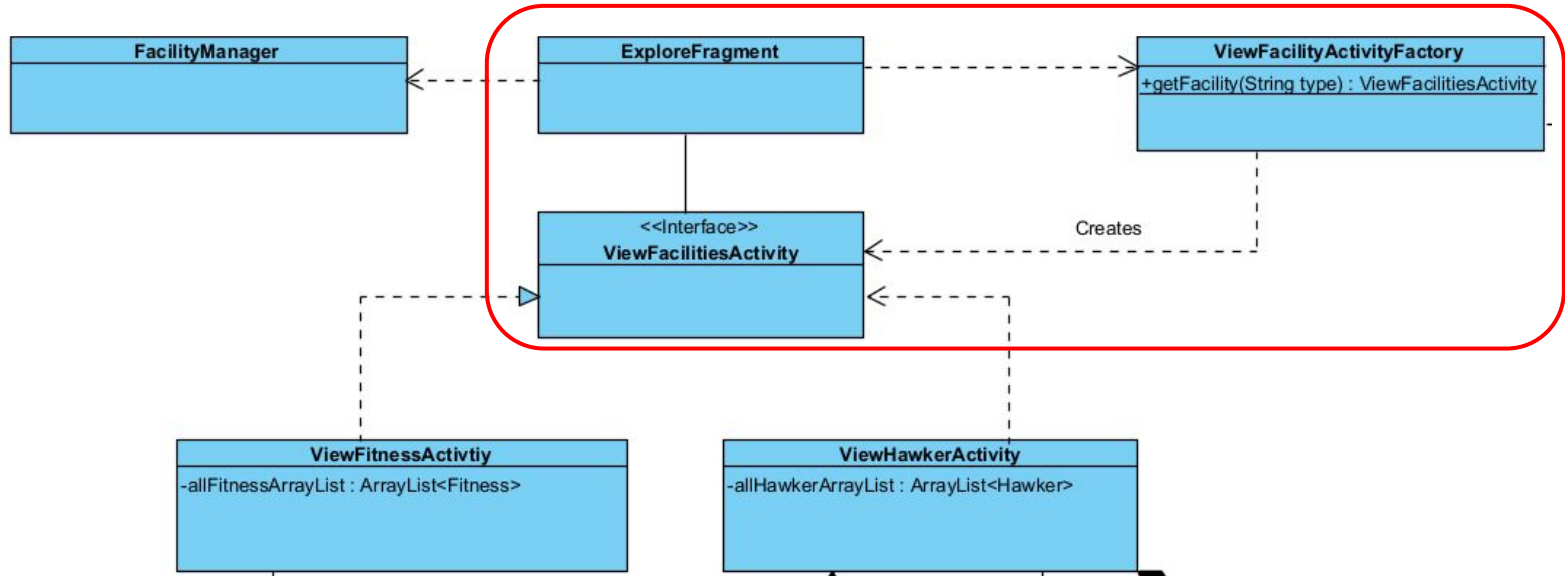 FacilityManager
ExploreFragment
ViewFacilityActivityFactory
+getFacility(String type) : ViewFacilitiesActivity
<<Interface>>
ViewFacilitiesActivity
Creates
ViewFitnessActivtiy
-allFitnessArrayList : ArrayList<Fitness>
ViewHawkerActivity
-allHawkerArrayList : ArrayList<Hawker>